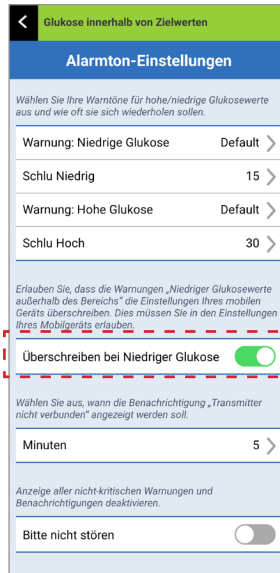 Glukose innerhalb von Zielwerten
Alarmton-Einstellungen
Wählen Sie Ihre Warntöne für hohe/niedrige Glukosewerte
aus und wie oft sie sich wiederholen sollen.
Warnung: Niedrige Glukose Default
Schlu Niedrig 15
Warnung: Hohe Glukose Default
Schlu Hoch 30
Erlauben Sie, dass die Warnungen „Niedriger Glukosewerte
außerhalb des Bereichs" die Einstellungen Ihres mobilen
Geräts überschreiben. Dies müssen Sie in den Einstellungen
Ihres Mobilgeräts erlauben.
Überschreiben bei Niedriger Glukose
Wählen Sie aus, wann die Benachrichtigung „Transmitter
nicht verbunden" angezeigt werden soll.
Minuten 5
Anzeige aller nicht-kritischen Warnungen und
Benachrichtigungen deaktivieren.
Bitte nicht stören